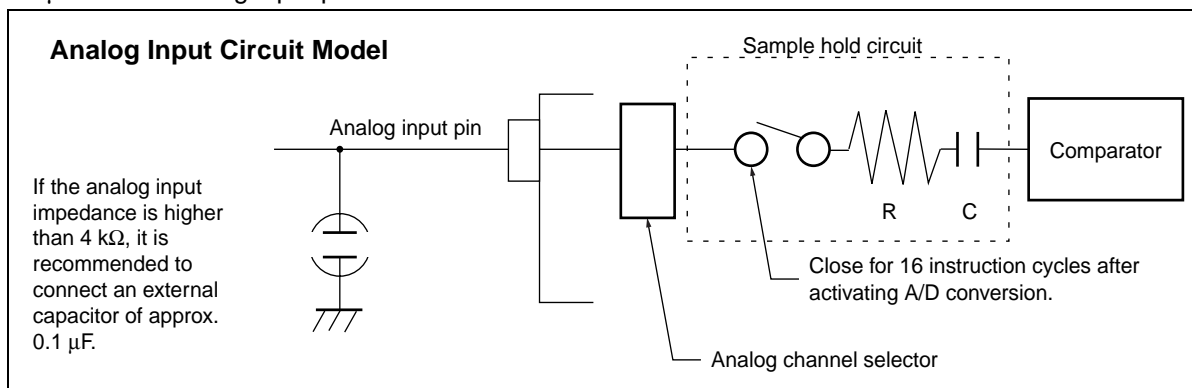 Analog Input Circuit Model
Sample hold circuit
Analog input pin
Comparator
If the analog input
impedance is higher
than 4 kΩ, it is
recommended to
connect an external
capacitor of approx.
0.1 µF.
R
C
Close for 16 instruction cycles after
activating A/D conversion.
Analog channel selector